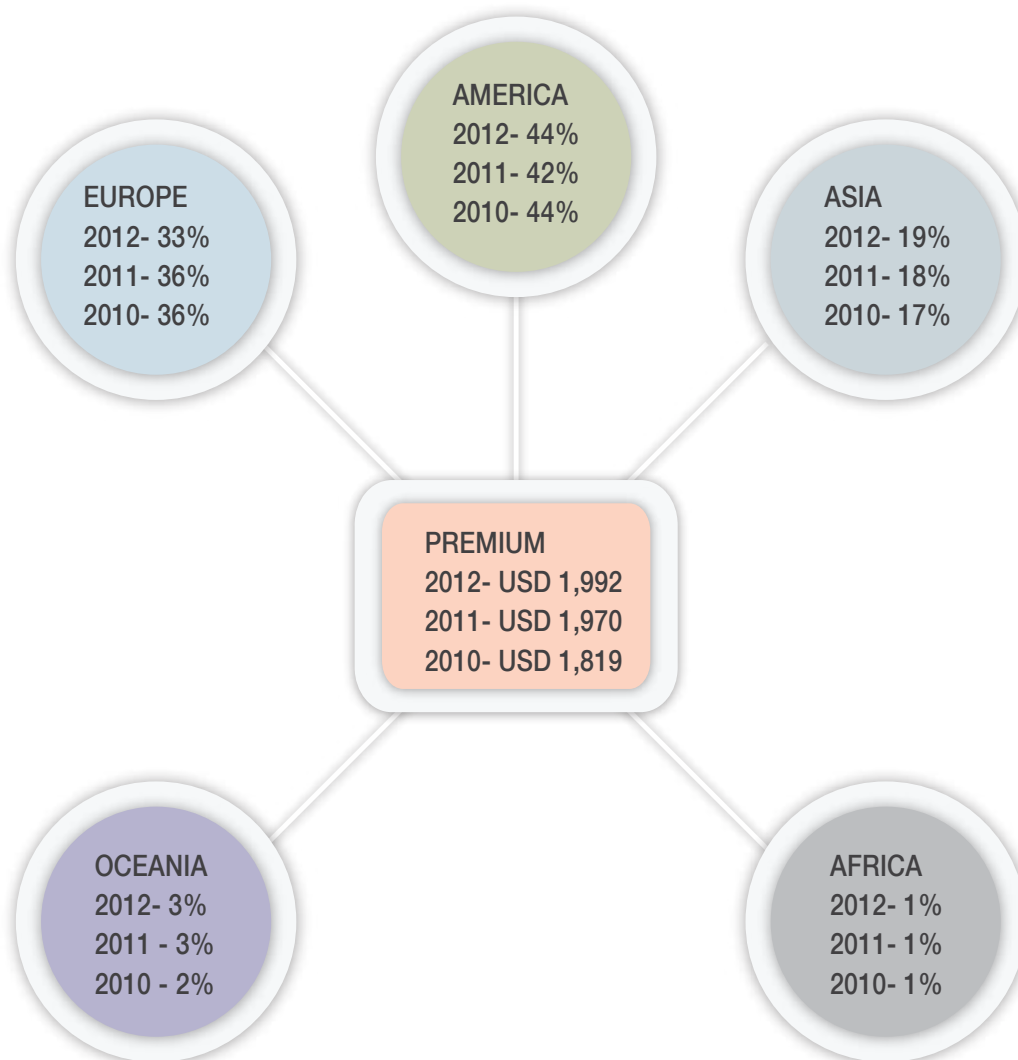 AMERICA
2012- 44%
2011- 42%
2010- 44%
EUROPE
2012- 33%
2011- 36%
2010- 36%
ASIA
2012- 19%
2011- 18%
2010- 17%
PREMIUM
2012- USD 1,992
2011- USD 1,970
2010- USD 1,819
OCEANIA
2012- 3%
2011 - 3%
2010 - 2%
AFRICA
2012- 1%
2011- 1%
2010- 1%